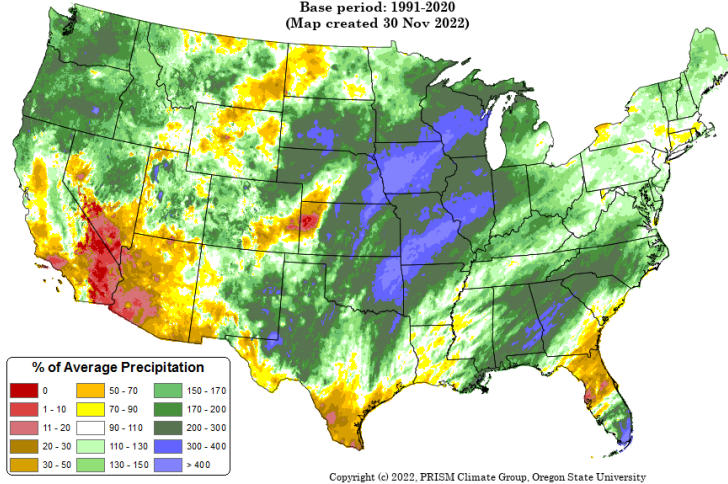 Base period: 1991-2020
(Map created 30 Nov 2022)
% of Average Precipitation
0 50 - 70 150 - 170
1 - 10 70 - 90 170 - 200
11 - 20 90 - 110 200 - 300
20 - 30 110 - 130 300 - 400
30 - 50 130 - 150 > 400
Copyright (c) 2022, PRISM Climate Group, Oregon State University